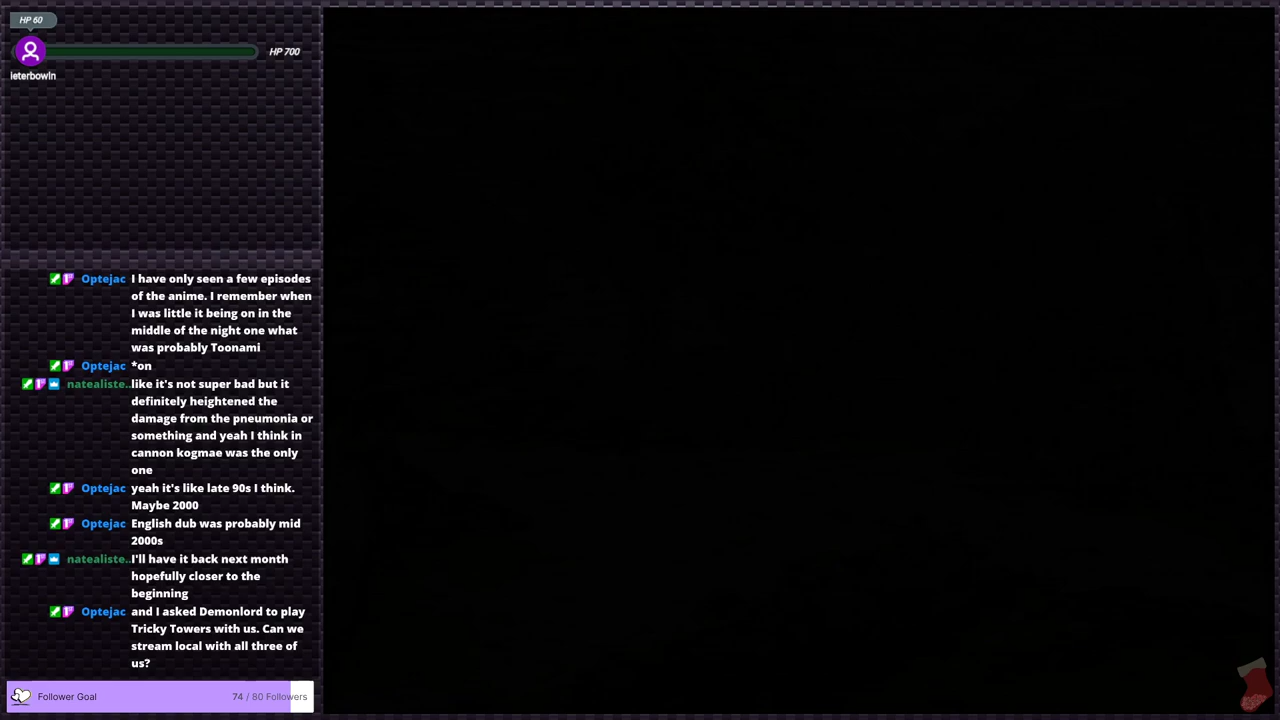 HP 60
HP 700
ieterbowin
Optejac I have only seen a few episodes
of the anime. I remember when
I was little it being on in the
middle of the night one what
was probably Toonami
Optejac *on
natealiste.. like it's not super bad but it
definitely heightened the
damage from the pneumonia or
something and yeah I think in
cannon kogmae was the only
one
Optejac yeah it's like late 90s I think.
Maybe 2000
Optejac English dub was probably mid
2000s
natealiste.. I'll have it back next month
hopefully closer to the
beginning
Optejac and I asked Demonlord to play
Tricky Towers with us. Can we
stream local with all three of
us?
Follower Goal 74 / 80 Followers